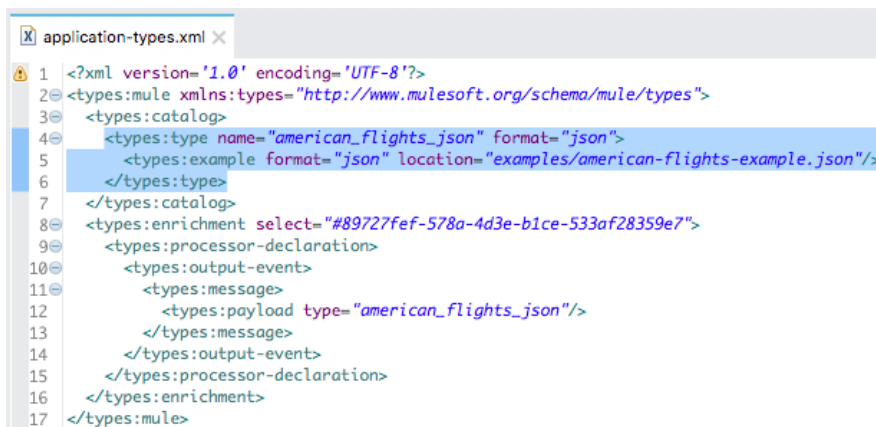 application-types.xml
1 <?xml version='1.0' encoding='UTF-8'?>
2 <types:mule xmlns:types="http://www.mulesoft.org/schema/mule/types">
3 <types:catalog>
4 <types:type name="american_flights_json" format="json">
5 <types:example format="json" location="examples/american-flights-example.json"/>
6 </types:type>
7 </types:catalog>
8 <types:enrichment select="#89727fef-578a-4d3e-b1ce-533af28359e7">
9 <types:processor-declaration>
10 <types:output-event>
11 <types:message>
12 <types:payload type="american_flights_json"/>
13 </types:message>
14 </types:output-event>
15 </types:processor-declaration>
16 </types:enrichment>
17 </types:mule>